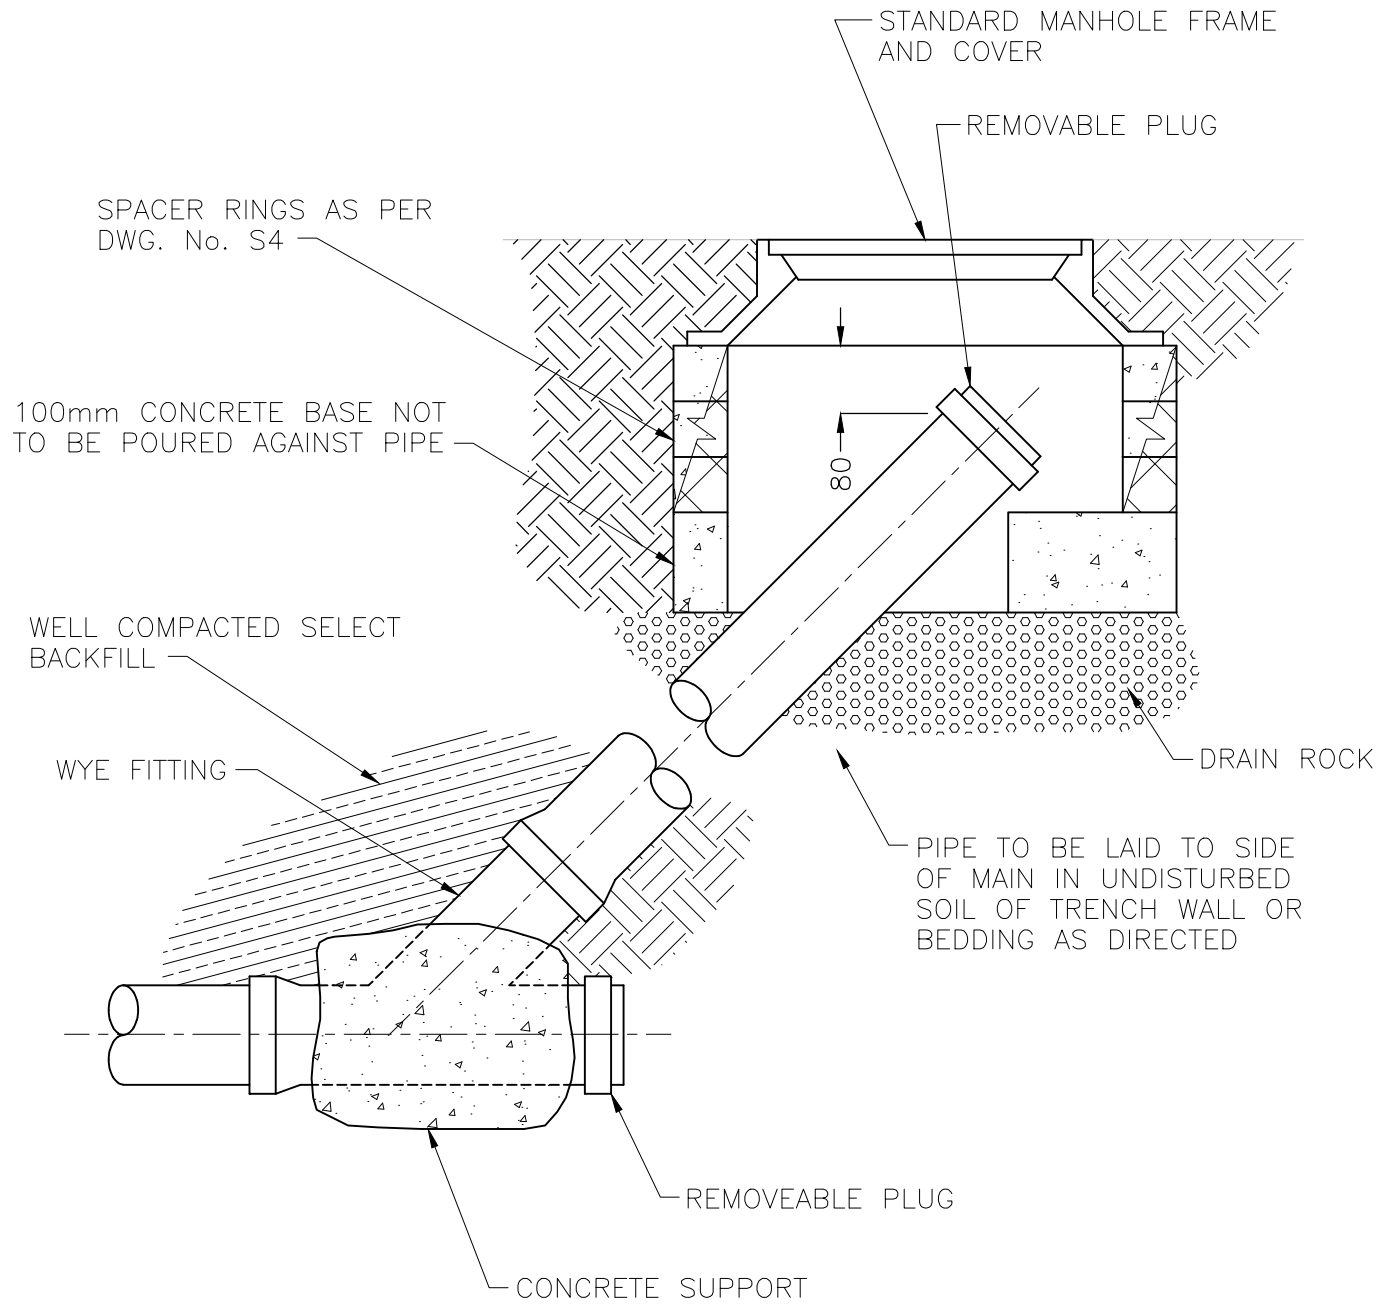 STANDARD MANHOLE FRAME
AND COVER
REMOVABLE PLUG
SPACER RINGS AS PER
DWG. No. S4
100mm CONCRETE BASE NOT
TO BE POURED AGAINST PIPE
80
WELL COMPACTED SELECT
BACKFILL
WYE FITTING
DRAIN ROCK
PIPE TO BE LAID TO SIDE
OF MAIN IN UNDISTURBED
SOIL OF TRENCH WALL OR
BEDDING AS DIRECTED
REMOVEABLE PLUG
CONCRETE SUPPORT